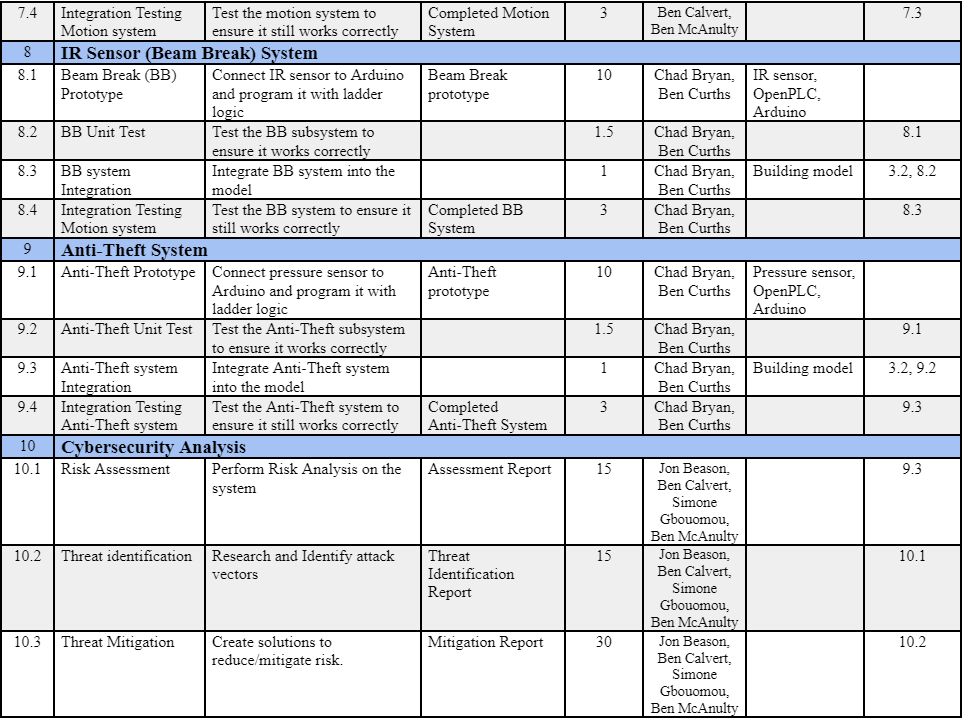 7.4 Integration Testing Motion system Test the motion system to ensure it still works correctly Completed Motion System 3 Ben Calvert, Ben McAnulty 7.3
8 IR Sensor (Beam Break) System
8.1 Beam Break (BB) Prototype Connect IR sensor to Arduino and program it with ladder logic Beam Break prototype 10 Chad Bryan, Ben Curths IR sensor, OpenPLC, Arduino
8.2 BB Unit Test Test the BB subsystem to ensure it works correctly 1.5 Chad Bryan, Ben Curths 8.1
8.3 BB system Integration Integrate BB system into the model 1 Chad Bryan, Ben Curths Building model 3.2, 8.2
8.4 Integration Testing Motion system Test the BB system to ensure it still works correctly Completed BB System 3 Chad Bryan, Ben Curths 8.3
9 Anti-Theft System
9.1 Anti-Theft Prototype Connect pressure sensor to Arduino and program it with ladder logic Anti-Theft prototype 10 Chad Bryan, Ben Curths Pressure sensor, OpenPLC, Arduino
9.2 Anti-Theft Unit Test Test the Anti-Theft subsystem to ensure it works correctly 1.5 Chad Bryan, Ben Curths 9.1
9.3 Anti-Theft system Integration Integrate Anti-Theft system into the model 1 Chad Bryan, Ben Curths Building model 3.2, 9.2
9.4 Integration Testing Anti-Theft system Test the Anti-Theft system to ensure it still works correctly Completed Anti-Theft System 3 Chad Bryan, Ben Curths 9.3
10 Cybersecurity Analysis
10.1 Risk Assessment Perform Risk Analysis on the system Assessment Report 15 Jon Beason, Ben Calvert, Simone Gbouomou, Ben McAnulty 9.3
10.2 Threat identification Research and Identify attack vectors Threat Identification Report 15 Jon Beason, Ben Calvert, Simone Gbouomou, Ben McAnulty 10.1
10.3 Threat Mitigation Create solutions to reduce/mitigate risk. Mitigation Report 30 Jon Beason, Ben Calvert, Simone Gbouomou, Ben McAnulty 10.2